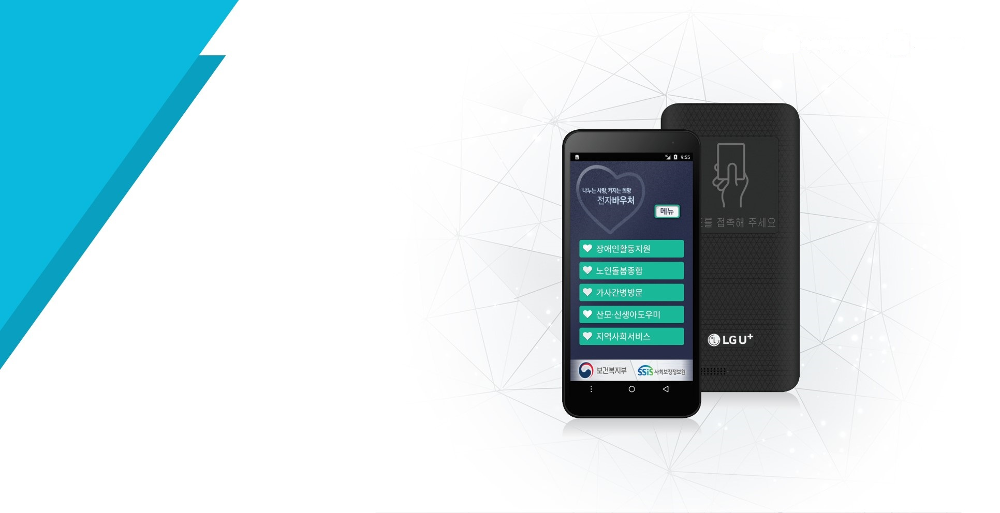 9:55
나누는 사랑, 커지는 희망
전자바우처
메뉴
장애인활동지원
노인돌봄종합
가사간병방문
산모·신생아도우미
지역사회서비스
보건복지부
SSiS 사회보장정보원
를 접촉해 주세요
LG U+